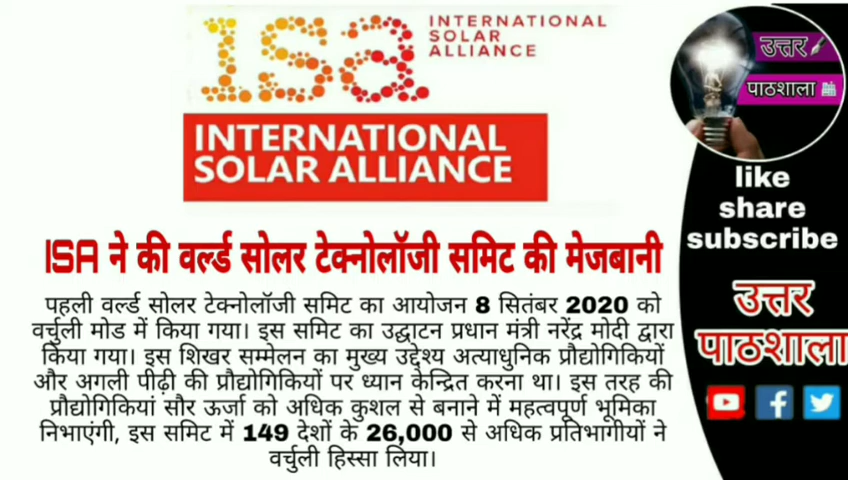 ISA
INTERNATIONAL
SOLAR
ALLIANCE
INTERNATIONAL
SOLAR ALLIANCE
ISA ने की वर्ल्ड सोलर टेक्नोलॉजी समिट की मेजबानी
पहली वर्ल्ड सोलर टेक्नोलॉजी समिट का आयोजन 8 सितंबर 2020 को
वर्चुली मोड में किया गया। इस समिट का उद्घाटन प्रधान मंत्री नरेंद्र मोदी द्वारा
किया गया। इस शिखर सम्मेलन का मुख्य उद्देश्य अत्याधुनिक प्रौद्योगिकियों
और अगली पीढ़ी की प्रौद्योगिकियों पर ध्यान केन्द्रित करना था। इस तरह की
प्रौद्योगिकियां सौर ऊर्जा को अधिक कुशल से बनाने में महत्वपूर्ण भूमिका
निभाएंगी, इस समिट में 149 देशों के 26,000 से अधिक प्रतिभागीयों ने
वर्चुली हिस्सा लिया।
उत्तर
पाठशाला
like
share
subscribe
उत्तर
पाठशाला